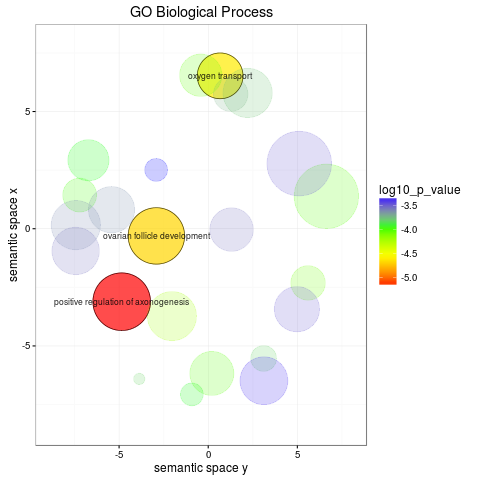 GO Biological Process
oxygen transport
ovarian follicle development
positive regulation of axonogenesis
5
0
-5
-5
0
5
semantic space x
semantic space y
log10_p_value
-3.5
-4.0
-4.5
-5.0